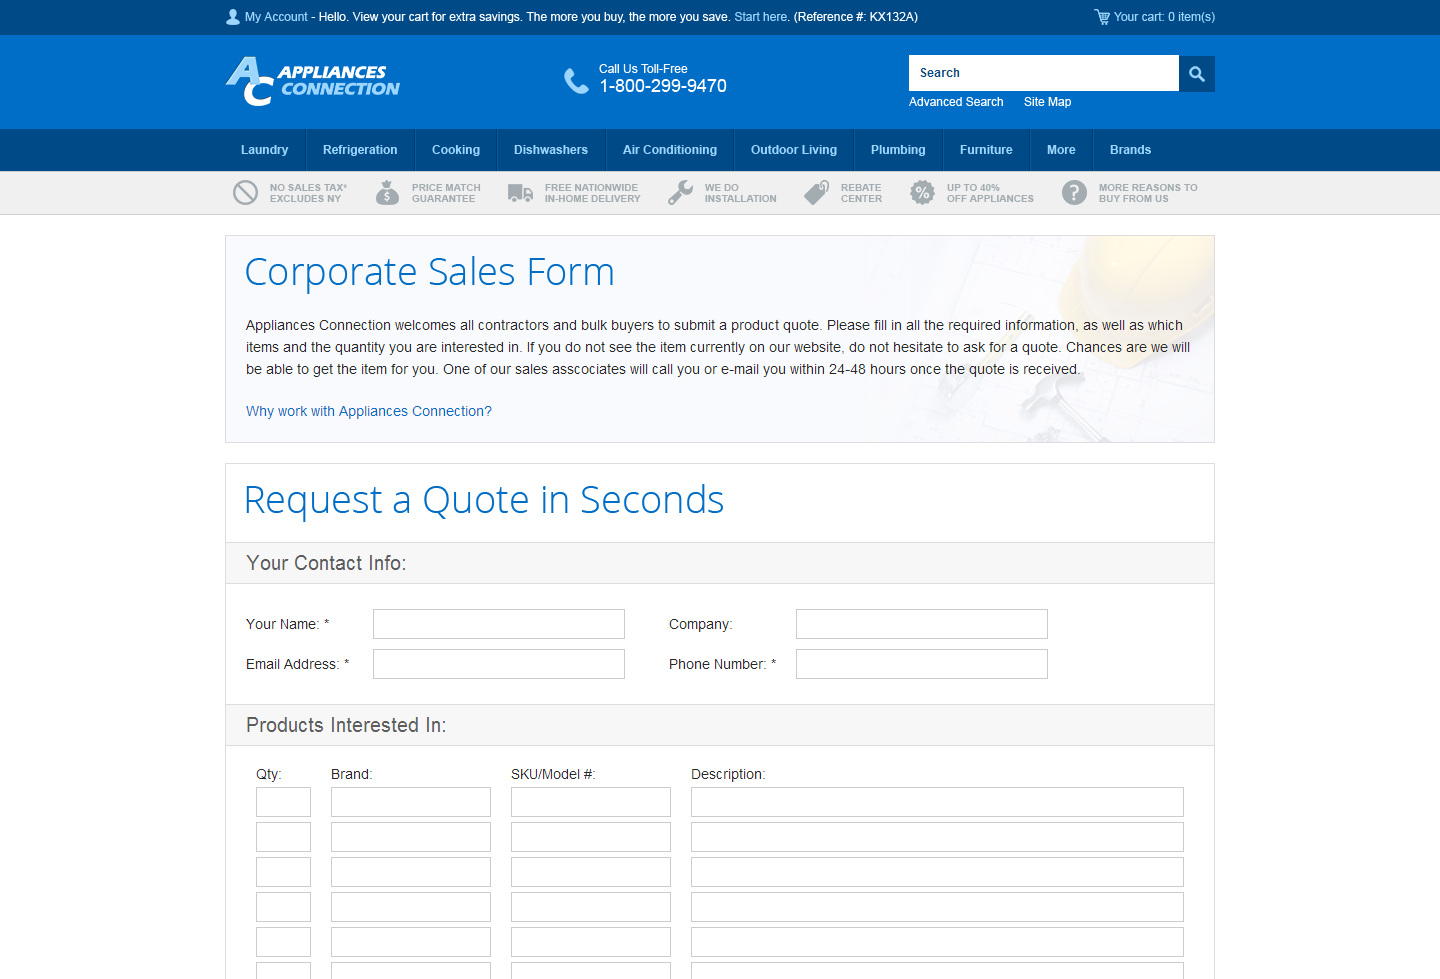 My Account - Hello. View your cart for extra savings. The more you buy, the more you save. Start here. (Reference #: KX132A)
Your cart: 0 item(s)
AC APPLIANCES
CONNECTION
Call Us Toll-Free
1-800-299-9470
Search
Advanced Search Site Map
Laundry Refrigeration Cooking Dishwashers Air Conditioning Outdoor Living Plumbing Furniture More Brands
NO SALES TAX*
EXCLUDES NY
PRICE MATCH
GUARANTEE
FREE NATIONWIDE
IN-HOME DELIVERY
WE DO
INSTALLATION
REBATE
CENTER
UP TO 40%
OFF APPLIANCES
MORE REASONS TO
BUY FROM US
Corporate Sales Form
Appliances Connection welcomes all contractors and bulk buyers to submit a product quote. Please fill in all the required information, as well as which
items and the quantity you are interested in. If you do not see the item currently on our website, do not hesitate to ask for a quote. Chances are we will
be able to get the item for you. One of our sales asscociates will call you or e-mail you within 24-48 hours once the quote is received.
Why work with Appliances Connection?
Request a Quote in Seconds
Your Contact Info:
Your Name: * Company:
Email Address: * Phone Number: *
Products Interested In:
Qty: Brand: SKU/Model #: Description: